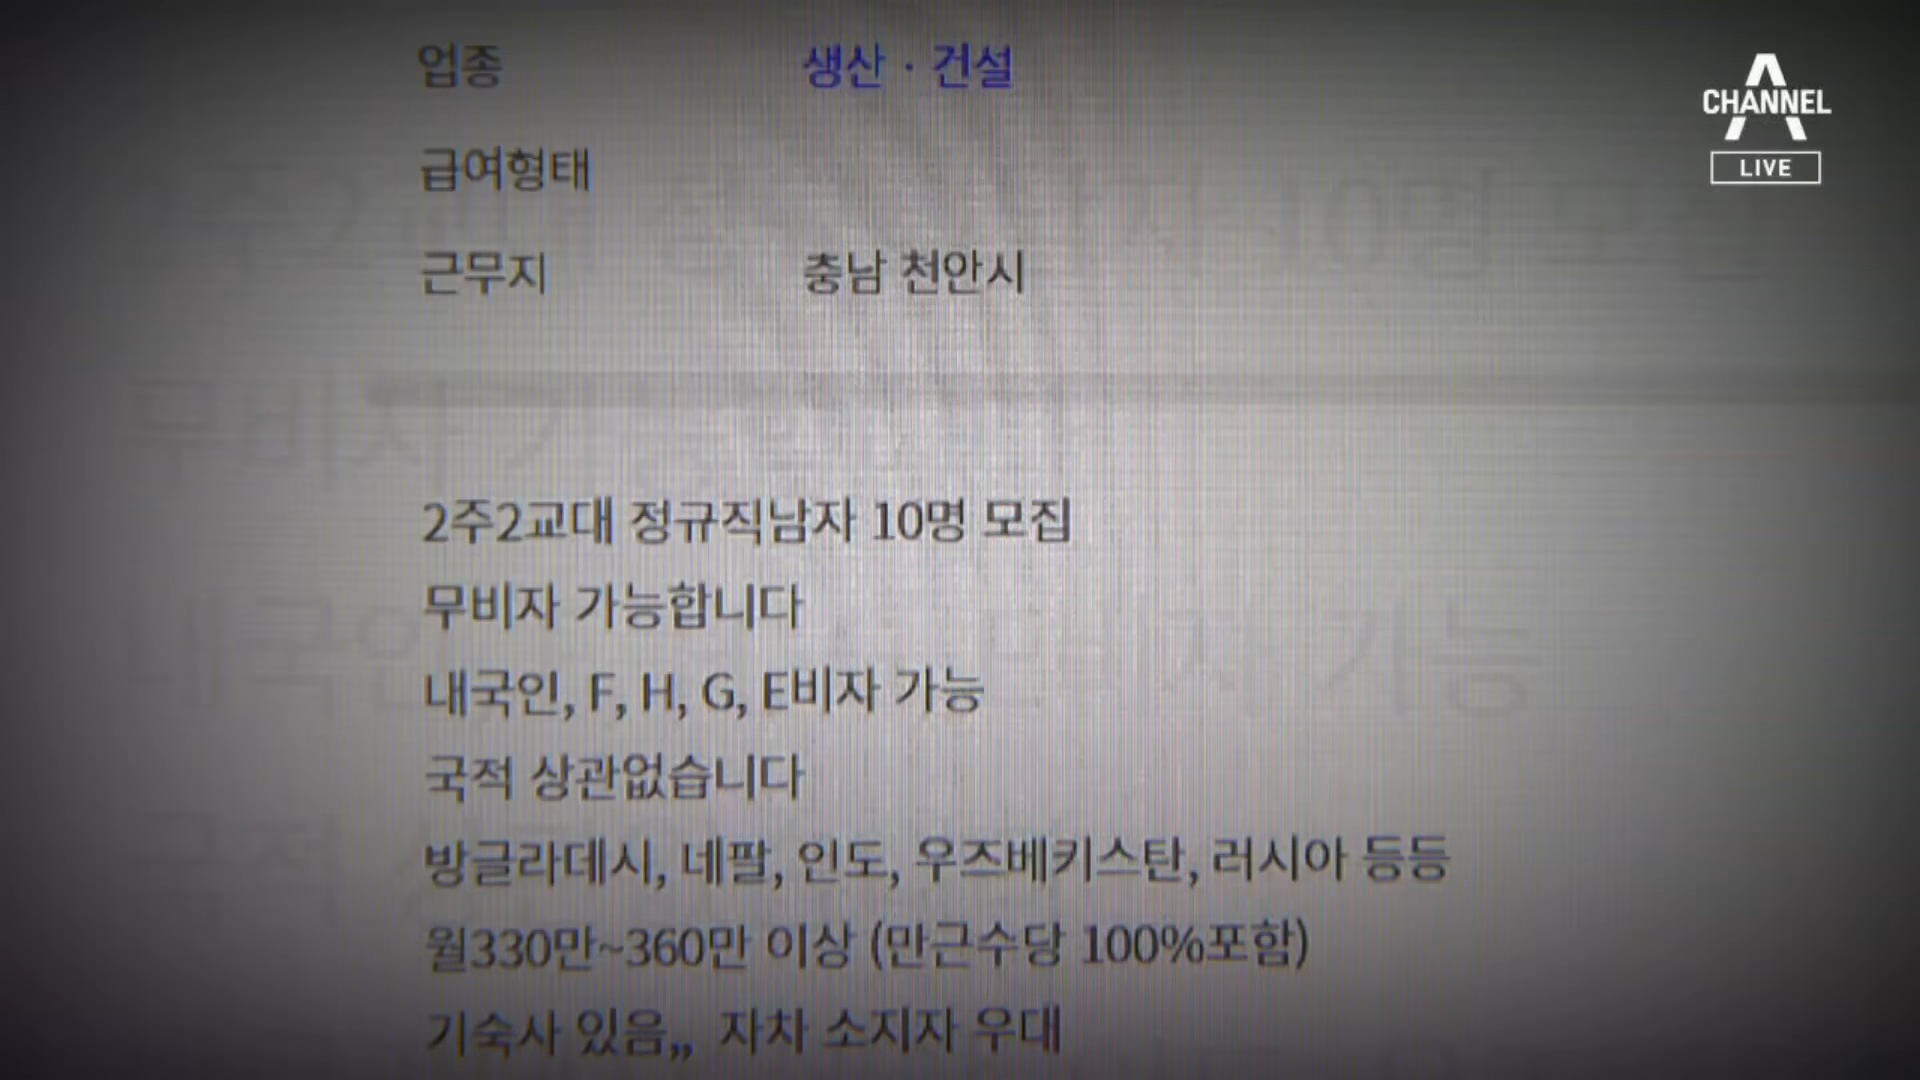 업종 생산 · 건설
급여형태
근무지 충남 천안시
2주2교대 정규직남자 10명 모집
무비자 가능합니다
내국인, F, H, G, E비자 가능
국적 상관없습니다
방글라데시, 네팔, 인도, 우즈베키스탄, 러시아 등등
월330만~360만 이상 (만근수당 100%포함)
기숙사 있음,, 자차 소지자 우대
CHANNEL A
LIVE